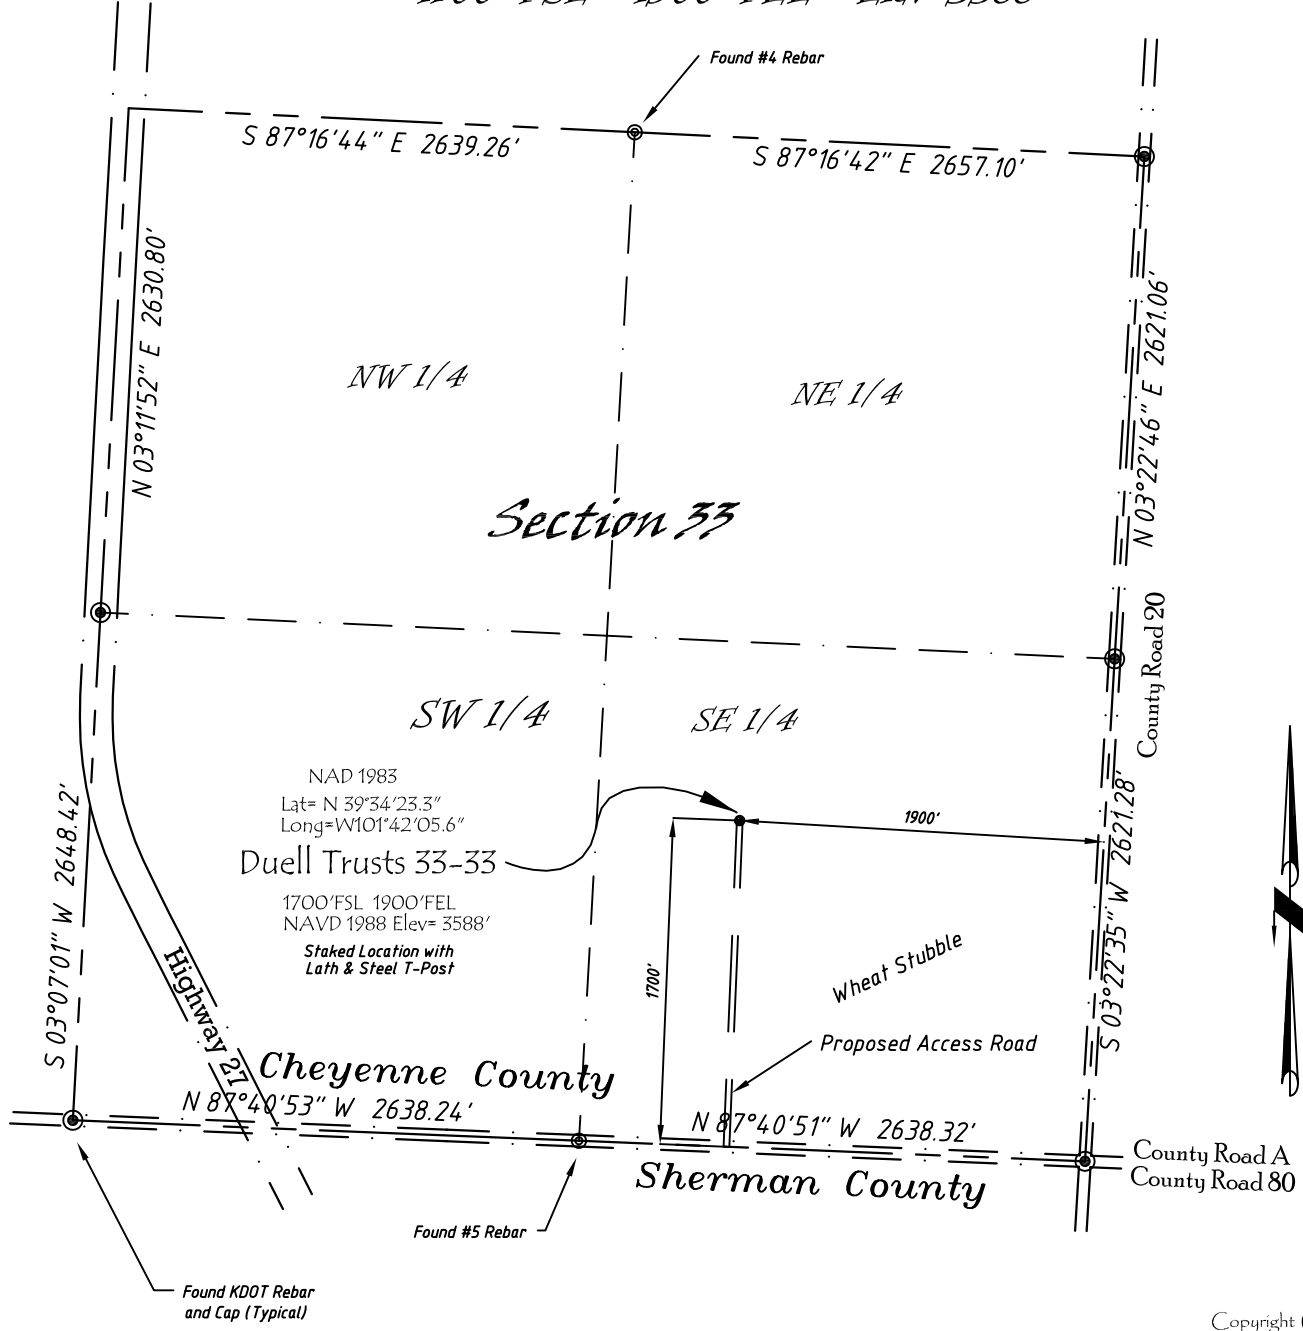 Found #4 Rebar
S 87°16'44" E 2639.26'
S 87°16'42" E 2657.10'
N 03°11'52" E 2630.80'
N 03°22'46" E 2621.06'
NW 1/4
NE 1/4
Section 33
County Road 20
SW 1/4
SE 1/4
NAD 1983
Lat= N 39°34'23.3"
Long=W101°42'05.6"
Duell Trusts 33-33
1700'FSL 1900'FEL
NAVD 1988 Elev= 3588'
Staked Location with
Lath & Steel T-Post
1900'
1700'
S 03°07'01" W 2648.42'
S 03°22'35" W 2621.28'
Highway 27
Wheat Stubble
Proposed Access Road
Cheyenne County
N 87°40'53" W 2638.24'
N 87°40'51" W 2638.32'
Sherman County
County Road A
County Road 80
Found #5 Rebar
Found KDOT Rebar
and Cap (Typical)
Copyright